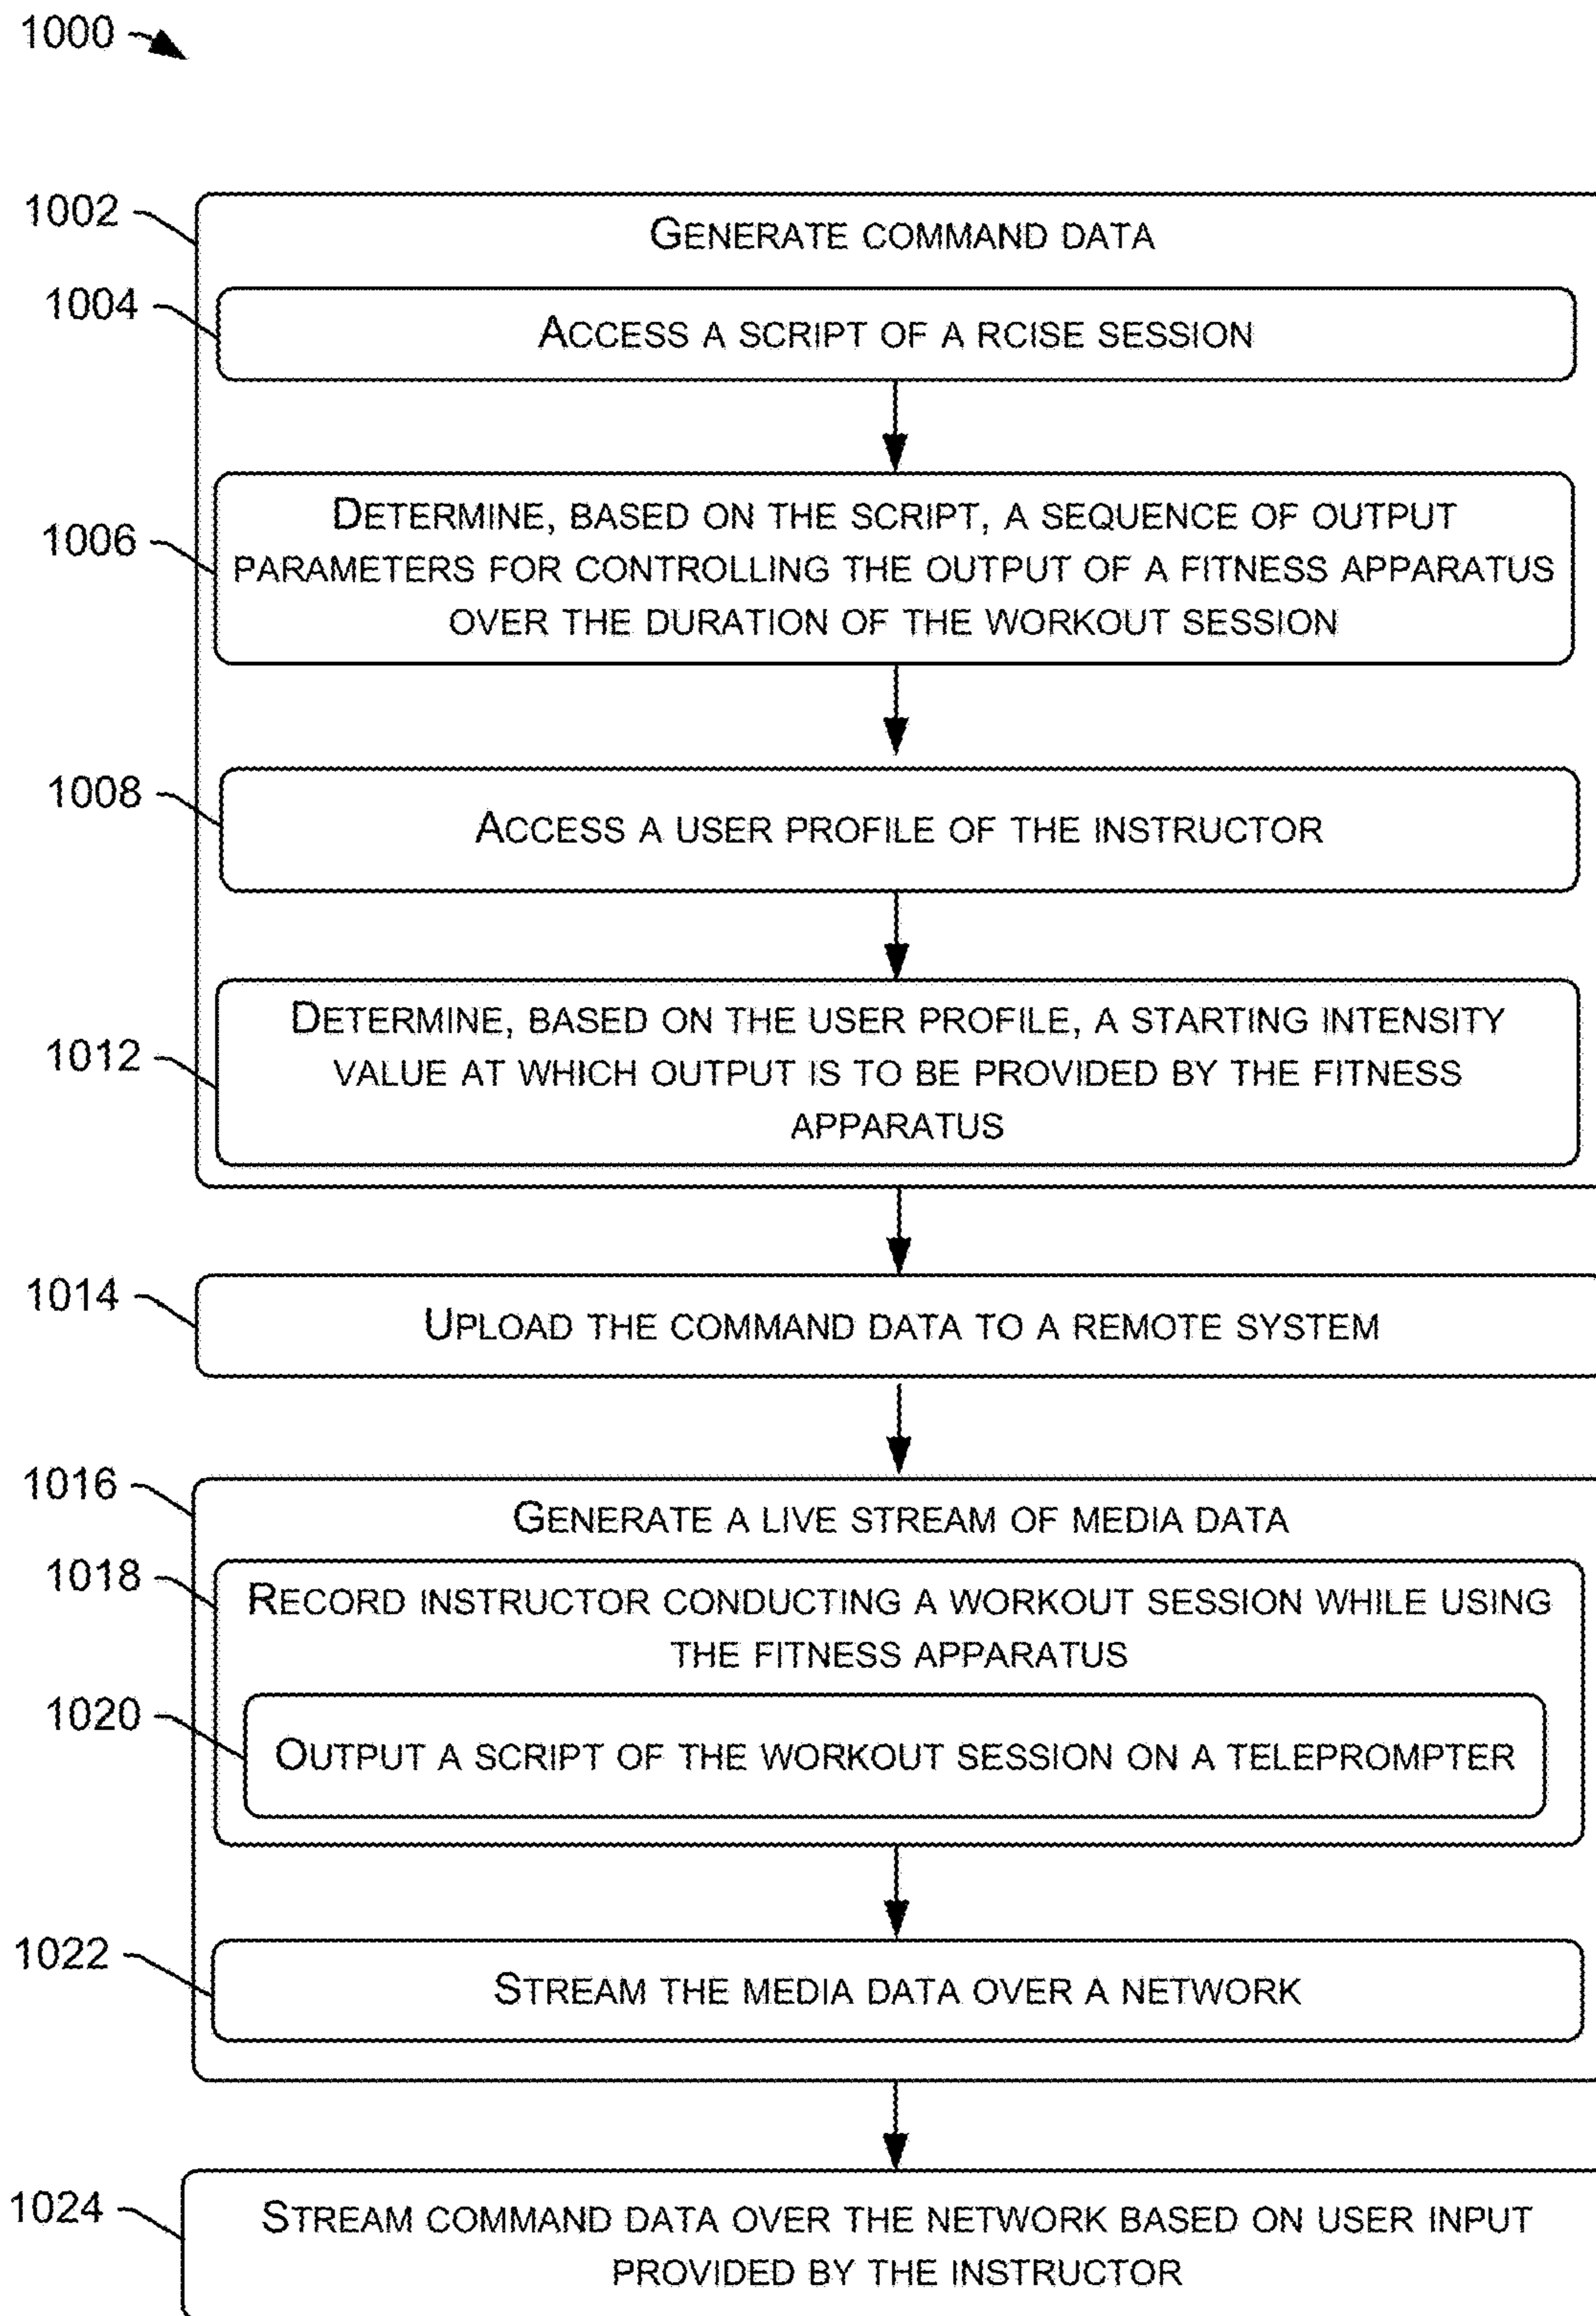 1000
1002
GENERATE COMMAND DATA
1004
ACCESS A SCRIPT OF A RCISE SESSION
1006
DETERMINE, BASED ON THE SCRIPT, A SEQUENCE OF OUTPUT
PARAMETERS FOR CONTROLLING THE OUTPUT OF A FITNESS APPARATUS
OVER THE DURATION OF THE WORKOUT SESSION
1008
ACCESS A USER PROFILE OF THE INSTRUCTOR
1012
DETERMINE, BASED ON THE USER PROFILE, A STARTING INTENSITY
VALUE AT WHICH OUTPUT IS TO BE PROVIDED BY THE FITNESS
APPARATUS
1014
UPLOAD THE COMMAND DATA TO A REMOTE SYSTEM
1016
GENERATE A LIVE STREAM OF MEDIA DATA
1018
RECORD INSTRUCTOR CONDUCTING A WORKOUT SESSION WHILE USING
THE FITNESS APPARATUS
1020
OUTPUT A SCRIPT OF THE WORKOUT SESSION ON A TELEPROMPTER
1022
STREAM THE MEDIA DATA OVER A NETWORK
1024
STREAM COMMAND DATA OVER THE NETWORK BASED ON USER INPUT
PROVIDED BY THE INSTRUCTOR